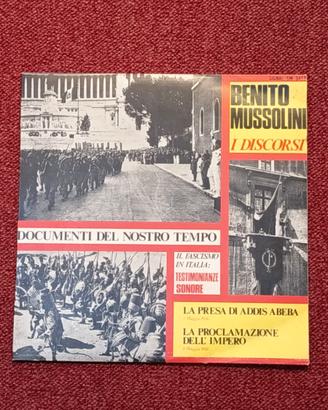 BENITO
MUSSOLINI
I DISCORSI
DOCUMENTI DEL NOSTRO TEMPO
IL FASCISMO
IN ITALIA:
TESTIMONIANZE
SONORE
LA PRESA DI ADDIS ABEBA
LA PROCLAMAZIONE
DELL' IMPERO